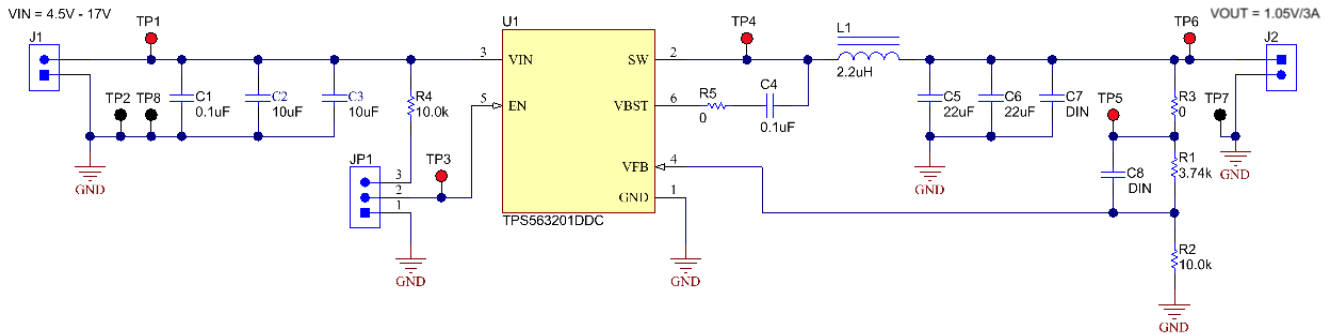 VIN = 4.5V - 17V
VOUT = 1.05V/3A
J1
TP1
U1
TP4
L1
TP6
J2
3
VIN
SW
2
2.2uH
TP2
TP8
C1
0.1uF
C2
10uF
C3
10uF
R4
10.0k
5
EN
VBST
6
R5
0
C4
0.1uF
C5
22uF
C6
22uF
C7
DIN
TP5
R3
0
TP7
GND
JP1
3
2
1
TP3
VFB
4
GND
1
C8
DIN
R1
3.74k
GND
GND
TPS563201DDC
GND
GND
R2
10.0k
GND